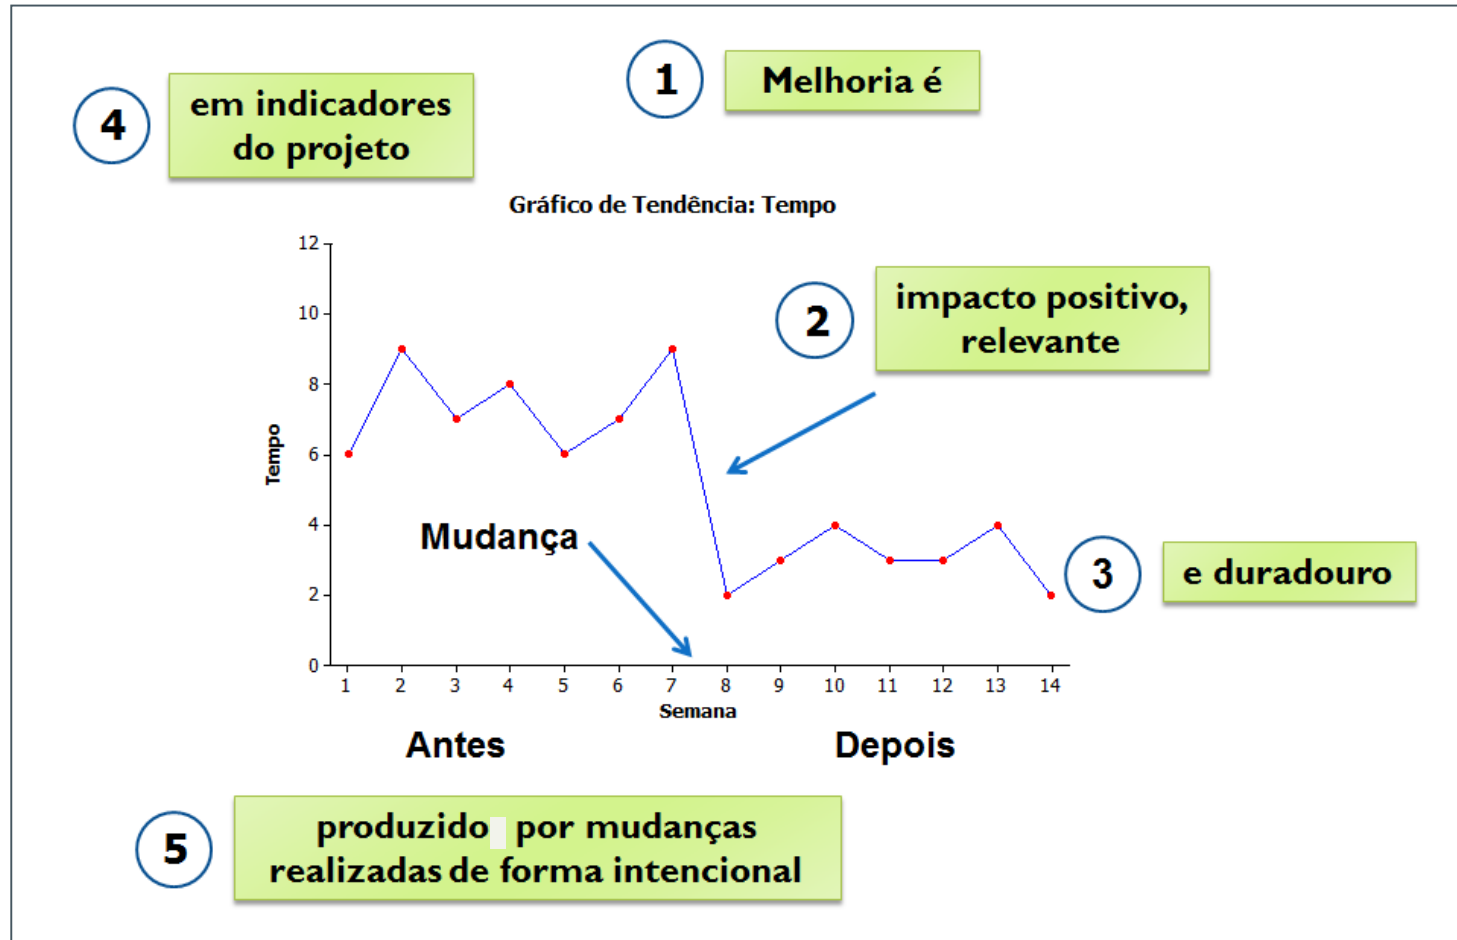 1
Melhoria é
4
em indicadores
do projeto
Gráfico de Tendência: Tempo
12
10
8
6
4
2
0
Tempo
2
impacto positivo,
relevante
Mudança
3
e duradouro
1 2 3 4 5 6 7 8 9 10 11 12 13 14
Semana
Antes
Depois
5
produzido por mudanças
realizadas de forma intencional